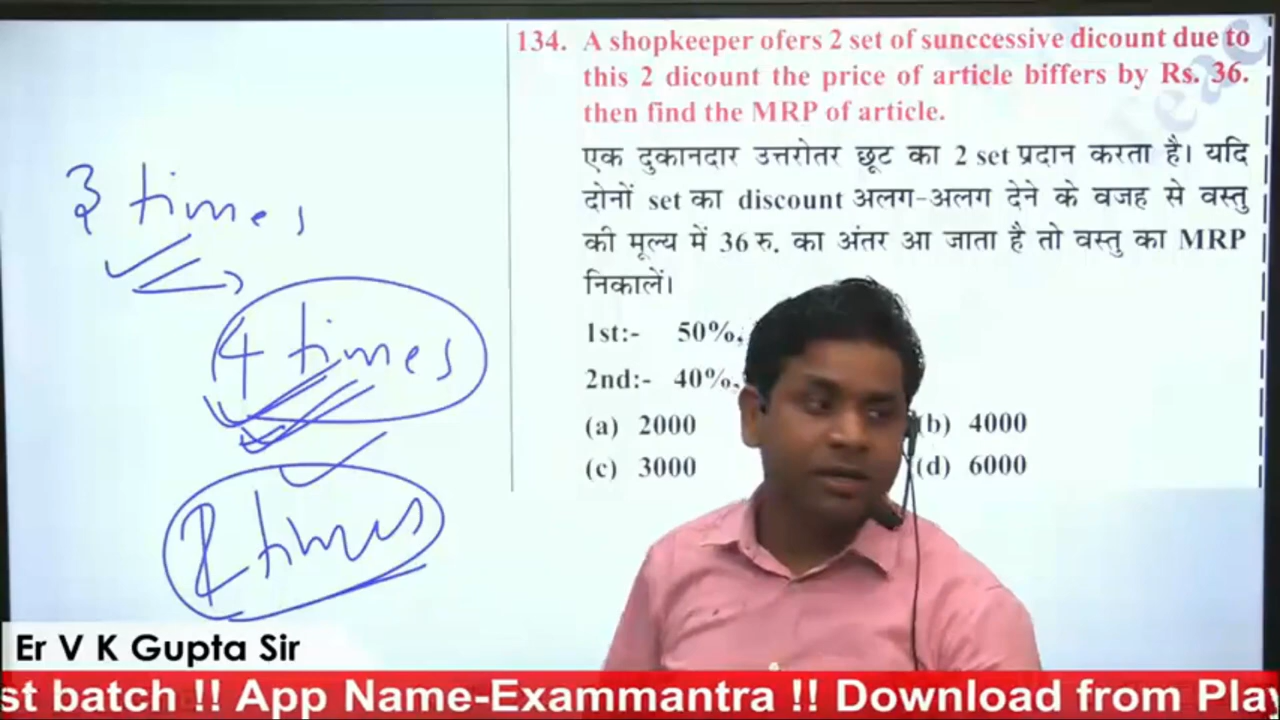 134. A shopkeeper ofers 2 set of sunccessive dicount due to
this 2 dicount the price of article biffers by Rs. 36.
then find the MRP of article.
एक दुकानदार उत्तरोतर छूट का 2 set प्रदान करता है। यदि
दोनों set का discount अलग-अलग देने के वजह से वस्तु
की मूल्य में 36 रु. का अंतर आ जाता है तो वस्तु का MRP
निकालें।
1st:- 50%,
2nd:- 40%,
(a) 2000 (b) 4000
(c) 3000 (d) 6000
3 times
4 times
times
Er V K Gupta Sir
st batch !! App Name-Exammantra !! Download from Play